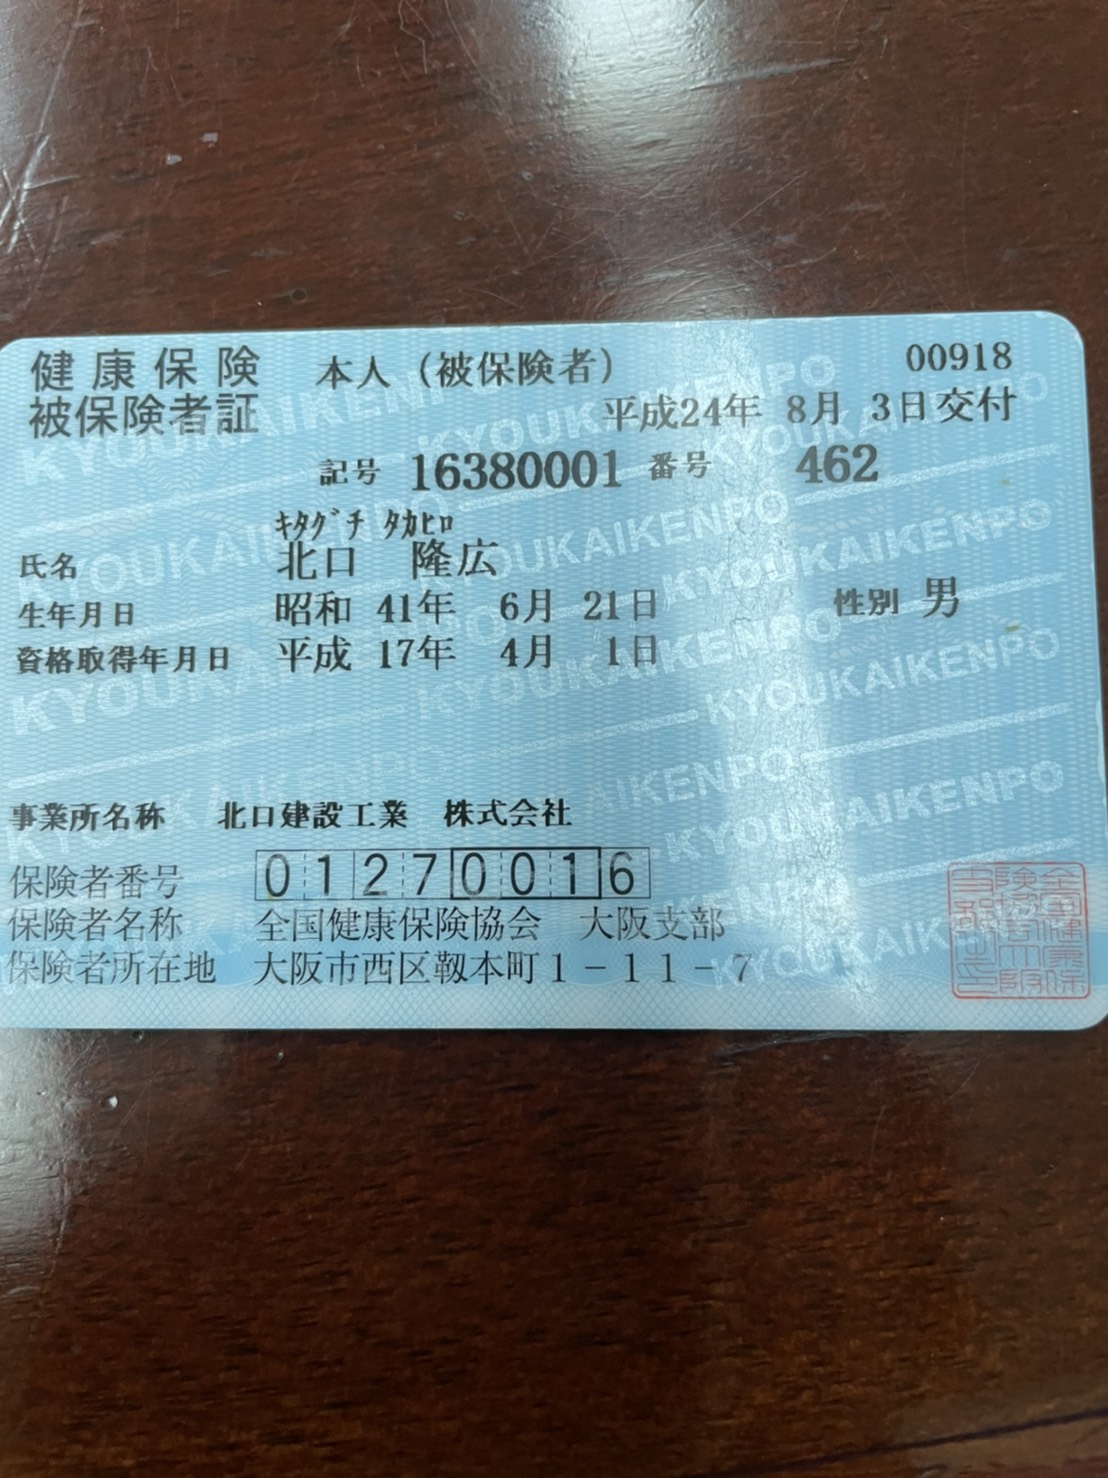 健康保険 本人（被保険者） 00918
被保険者証 平成24年 8月 3日交付
記号 16380001 番号 462
ｷﾀｸﾞﾁ ﾀｶﾋﾛ
氏名 北口 隆広
生年月日 昭和 41年 6月 21日 性別 男
資格取得年月日 平成 17年 4月 1日
事業所名称 北口建設工業 株式会社
保険者番号 01270016
保険者名称 全国健康保険協会 大阪支部
保険者所在地 大阪市西区靱本町1－11－7
KYOUKAIKENPO